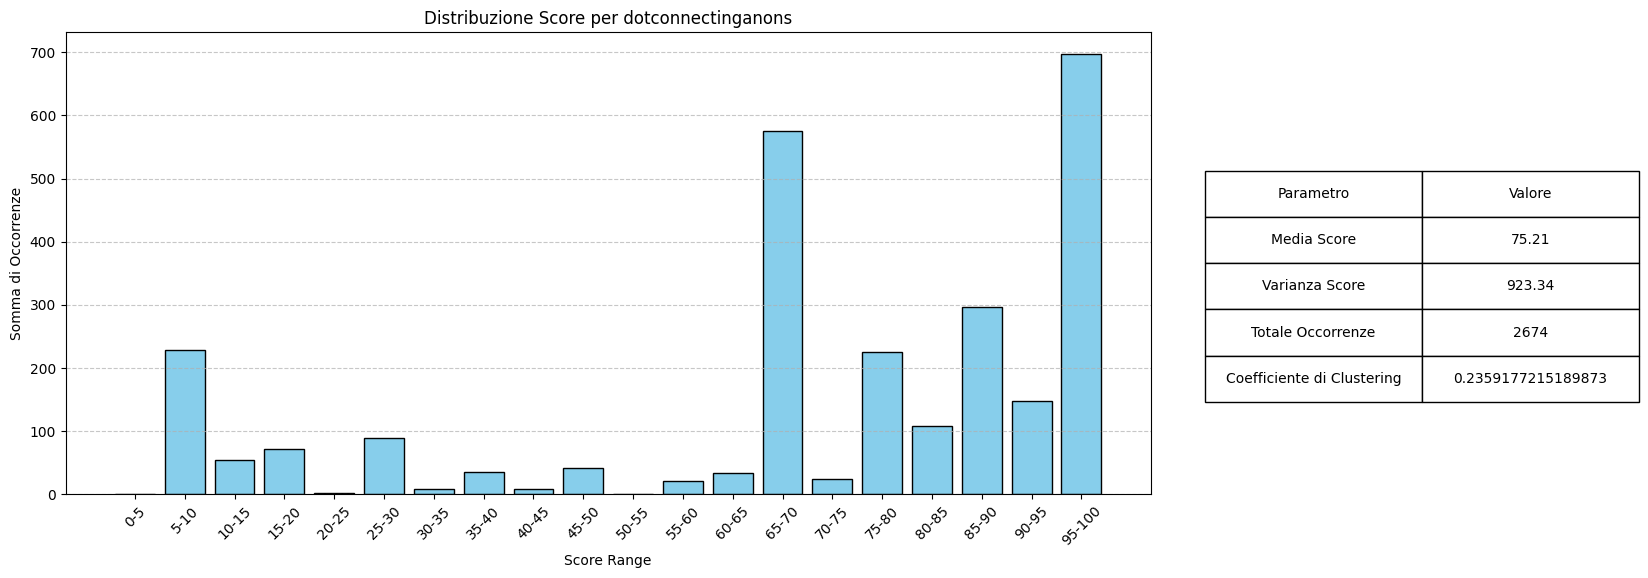 Distribuzione Score per dotconnectinganons
Somma di Occorrenze
700
600
500
400
300
200
100
0
0-5 5-10 10-15 15-20 20-25 25-30 30-35 35-40 40-45 45-50 50-55 55-60 60-65 65-70 70-75 75-80 80-85 85-90 90-95 95-100
Score Range
Parametro Valore
Media Score 75.21
Varianza Score 923.34
Totale Occorrenze 2674
Coefficiente di Clustering 0.2359177215189873